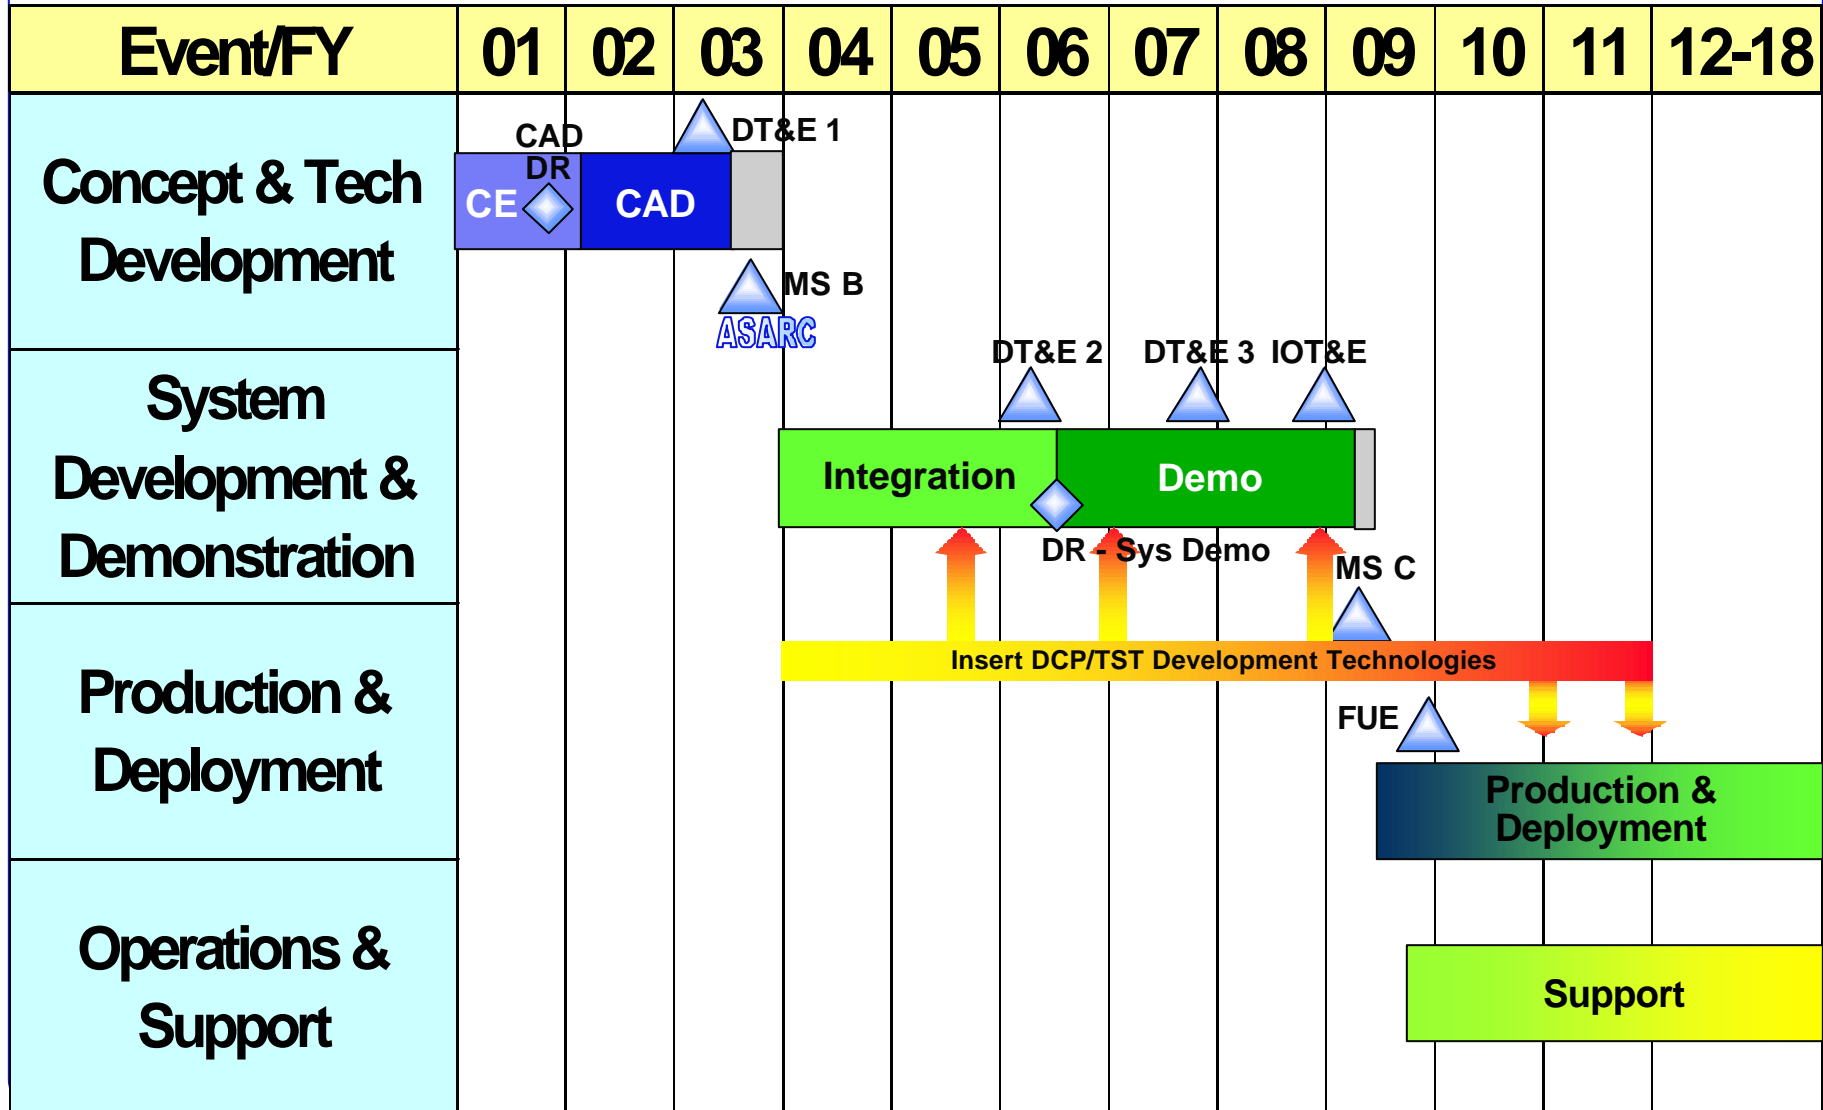 Event/FY 01 02 03 04 05 06 07 08 09 10 11 12-18
Concept & Tech
Development
CAD
DR
CE
CAD
DT&E 1
MS B
ASARC
System
Development &
Demonstration
DT&E 2
DT&E 3
IOT&E
Integration
Demo
DR - Sys Demo
MS C
Insert DCP/TST Development Technologies
Production &
Deployment
FUE
Production &
Deployment
Operations &
Support
Support